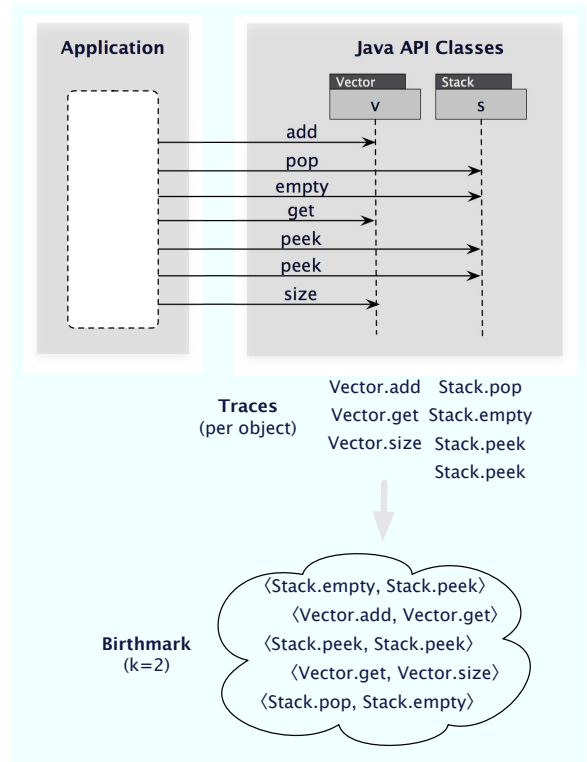 Application
Java API Classes
Vector
Stack
v
s
add
pop
empty
get
peek
peek
size
Traces
(per object)
Vector.add Stack.pop
Vector.get Stack.empty
Vector.size Stack.peek
Stack.peek
Birthmark
(k=2)
〈Stack.empty, Stack.peek〉
〈Vector.add, Vector.get〉
〈Stack.peek, Stack.peek〉
〈Vector.get, Vector.size〉
〈Stack.pop, Stack.empty〉